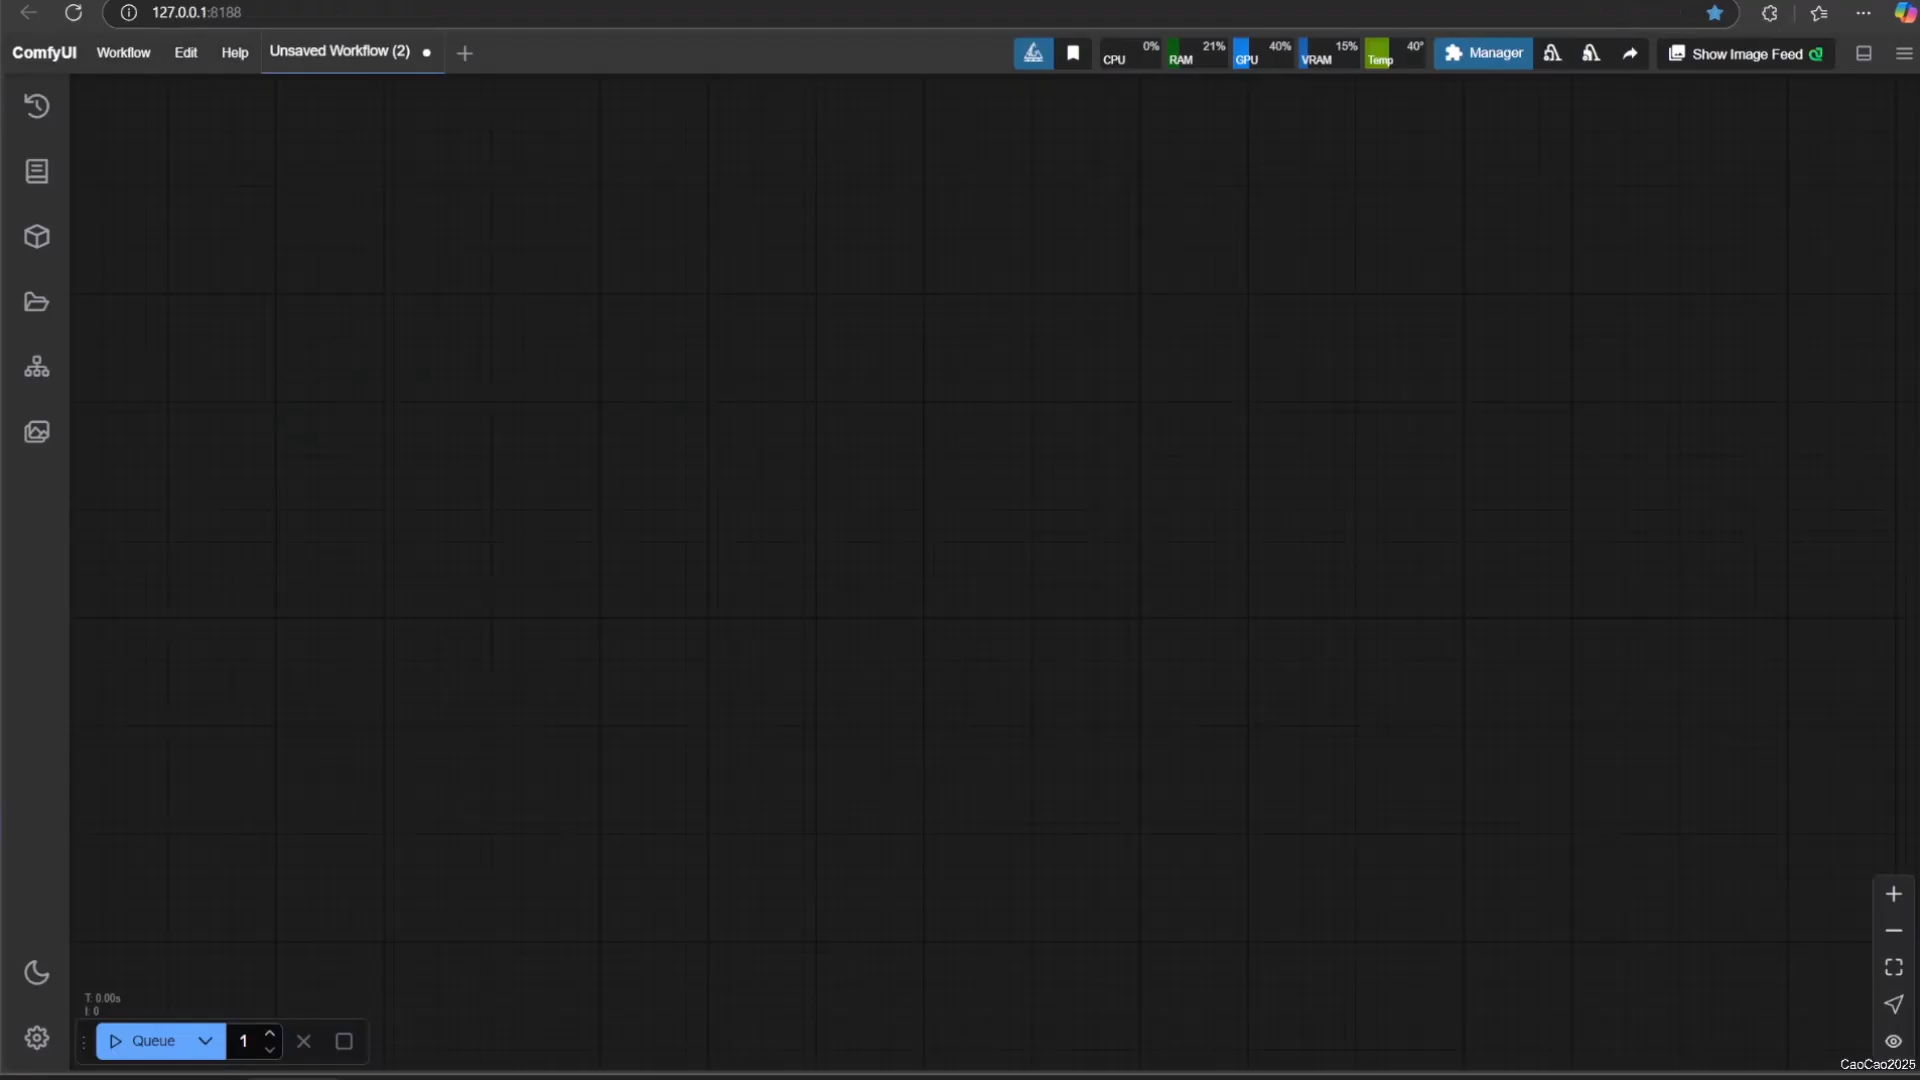 127.0.0.1:8188
ComfyUI Workflow Edit Help Unsaved Workflow (2) CPU 0% RAM 21% GPU 40% VRAM 15% Temp 40° Manager Show Image Feed
T: 0.00s
I: 0
Queue 1
CaoCao2025